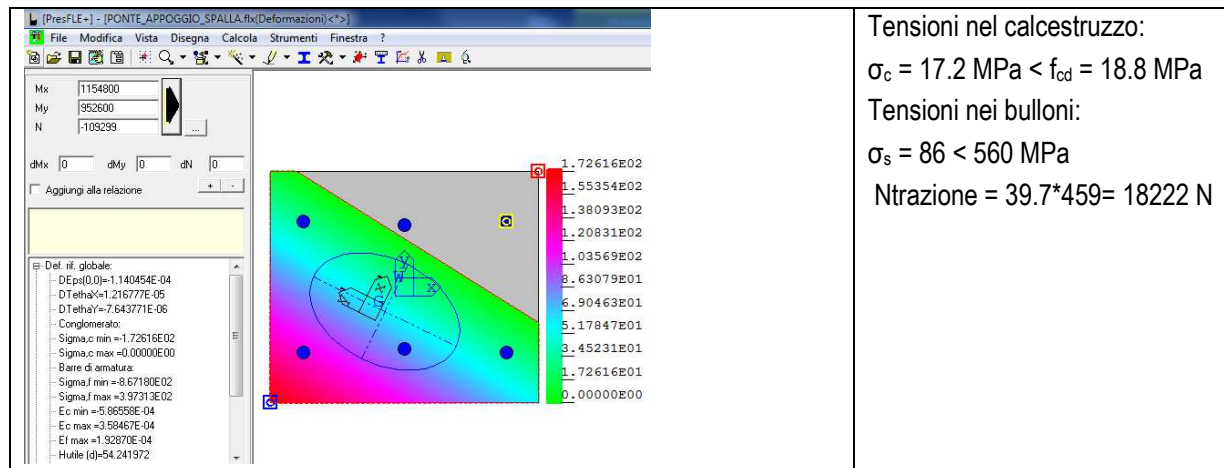 [PresFLE+] - [PONTE_APPOGGIO_SPALLA.flx(Deformazioni)<*>]
File Modifica Vista Disegna Calcola Strumenti Finestra ?
Mx 1154800
My 952600
N -109299
...
dMx 0 dMy 0 dN 0
Aggiungi alla relazione + -
Def. rif. globale:
DEps(0,0)=-1.140454E-04
DTethaX=1.216777E-05
DTethaY=-7.643771E-06
Conglomerato:
Sigma,c min =-1.72616E02
Sigma,c max =0.00000E00
Barre di armatura:
Sigma,f min =-8.67180E02
Sigma,f max =3.97313E02
Ec min =-5.86558E-04
Ec max =3.58467E-04
Ef max =1.92870E-04
Hutile (d)=54.241972
y
W
x
G
1.72616E02
1.55354E02
1.38093E02
1.20831E02
1.03569E02
8.63079E01
6.90463E01
5.17847E01
3.45231E01
1.72616E01
0.00000E00
Tensioni nel calcestruzzo:
σc = 17.2 MPa < fcd = 18.8 MPa
Tensioni nei bulloni:
σs = 86 < 560 MPa
Ntrazione = 39.7*459= 18222 N